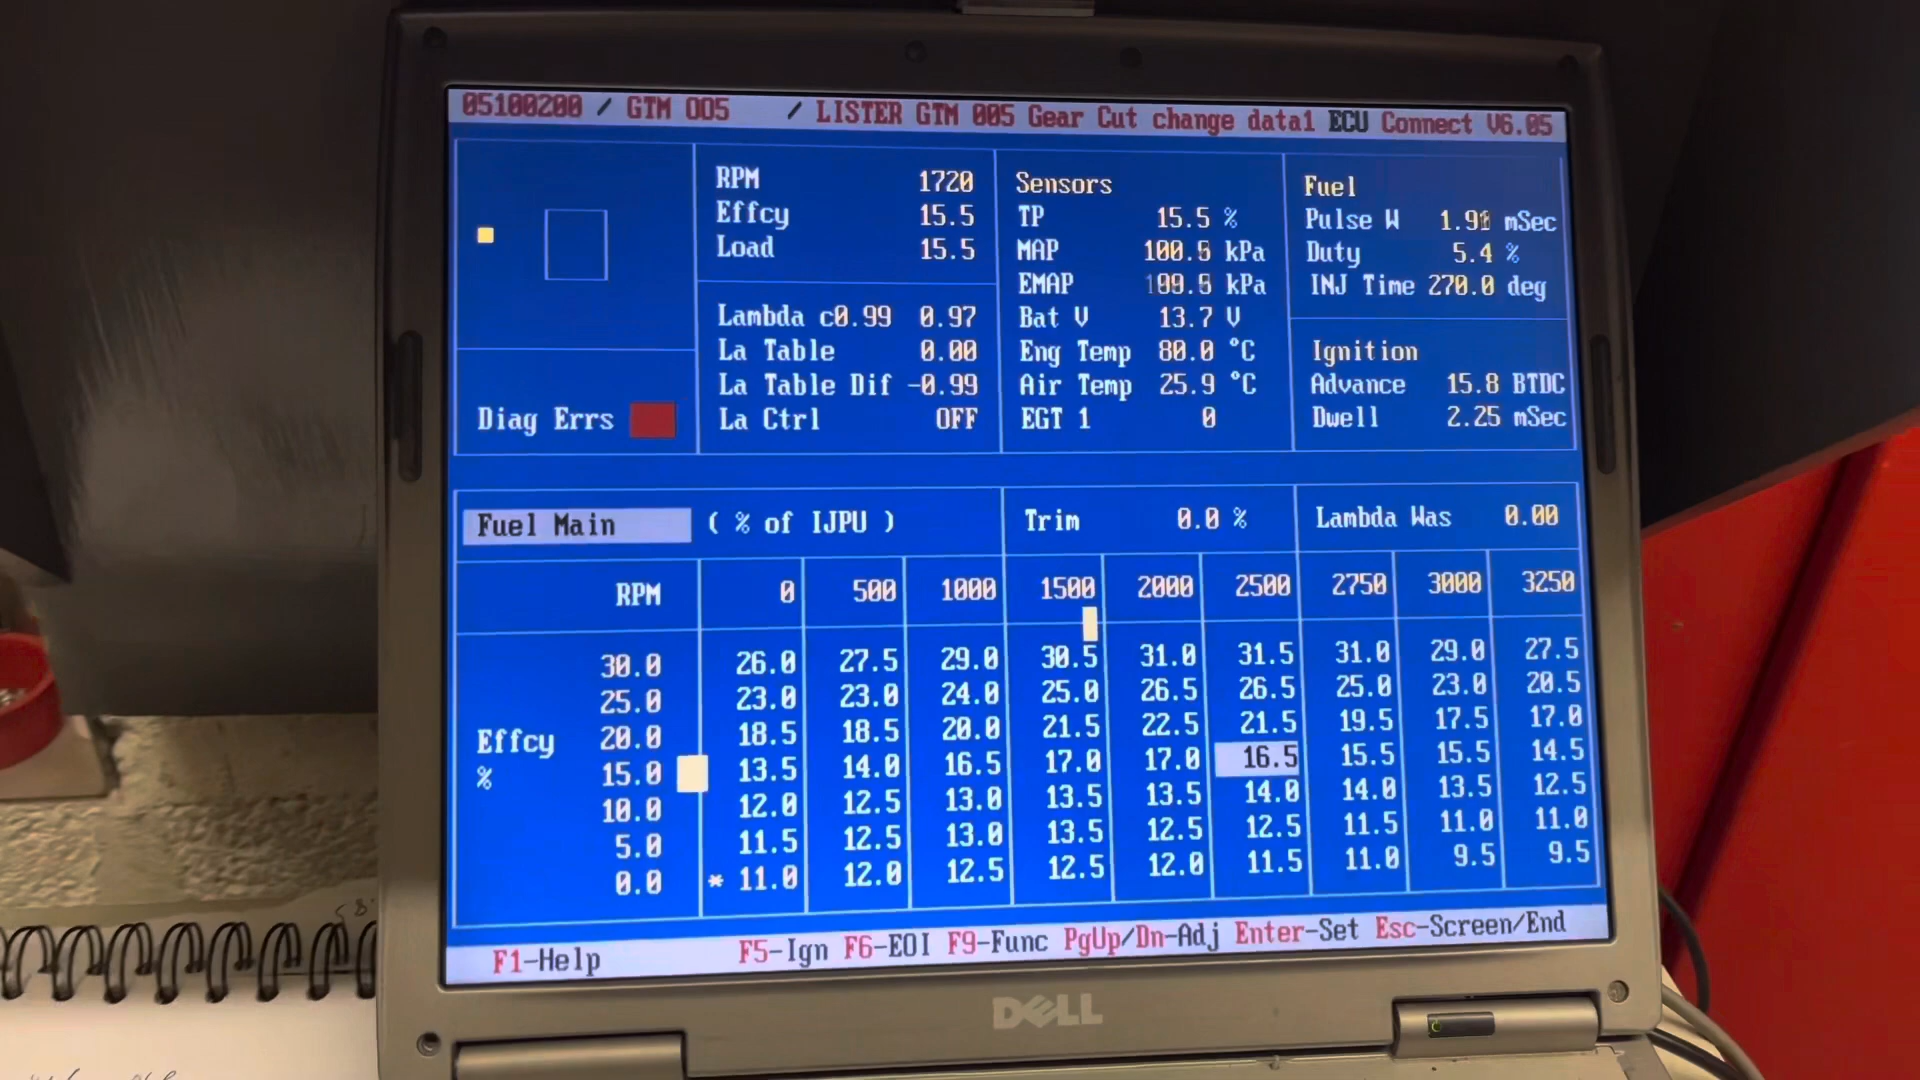 05100200 / GTM 005 / LISTER GTM 005 Gear Cut change data1 ECU Connect V6.05
RPM 1720
Effcy 15.5
Load 15.5
Lambda c0.99 0.97
La Table 0.00
La Table Dif -0.99
La Ctrl OFF
Diag Errs
Sensors
TP 15.5 %
MAP kPa
EMAP kPa
Bat V 13.7 V
Eng Temp 80.0 °C
Air Temp 25.9 °C
EGT 1 0
Fuel
Pulse W mSec
Duty 5.4 %
INJ Time 270.0 deg
Ignition
Advance 15.8 BTDC
Dwell 2.25 mSec
Fuel Main ( % of IJPU ) Trim 0.0 % Lambda Was 0.00
RPM 0 500 1000 1500 2000 2500 2750 3000 3250
30.0 26.0 27.5 29.0 30.5 31.0 31.5 31.0 29.0 27.5
25.0 23.0 23.0 24.0 25.0 26.5 26.5 25.0 23.0 20.5
Effcy 20.0 18.5 18.5 20.0 21.5 22.5 21.5 19.5 17.5 17.0
% 15.0 13.5 14.0 16.5 17.0 17.0 16.5 15.5 15.5 14.5
10.0 12.0 12.5 13.0 13.5 13.5 14.0 14.0 13.5 12.5
5.0 11.5 12.5 13.0 13.5 12.5 12.5 11.5 11.0 11.0
0.0 * 11.0 12.0 12.5 12.5 12.0 11.5 11.0 9.5 9.5
F1-Help F5-Ign F6-EOI F9-Func PgUp/Dn-Adj Enter-Set Esc-Screen/End
DELL